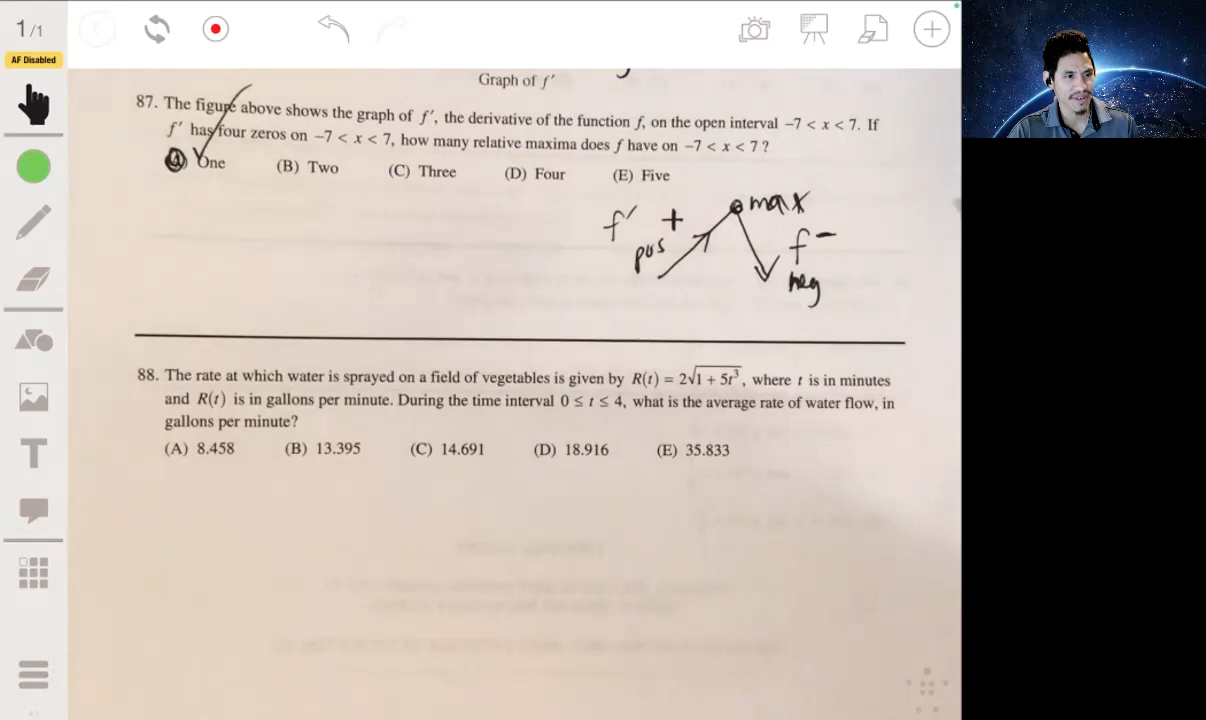 1/1
AF Disabled
Graph of f′
87. The figure above shows the graph of f′, the derivative of the function f, on the open interval −7 < x < 7. If
f′ has four zeros on −7 < x < 7, how many relative maxima does f have on −7 < x < 7 ?
(A) One (B) Two (C) Three (D) Four (E) Five
f′ + max
pos f −
neg
88. The rate at which water is sprayed on a field of vegetables is given by R(t) = 2√1 + 5t³, where t is in minutes
and R(t) is in gallons per minute. During the time interval 0 ≤ t ≤ 4, what is the average rate of water flow, in
gallons per minute?
(A) 8.458 (B) 13.395 (C) 14.691 (D) 18.916 (E) 35.833
T